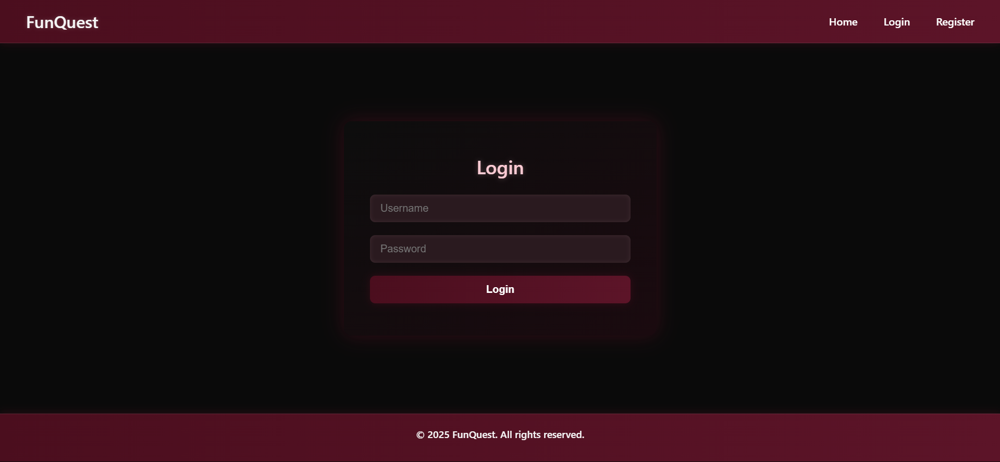 FunQuest
Home Login Register
Login
Username
Password
Login
© 2025 FunQuest. All rights reserved.